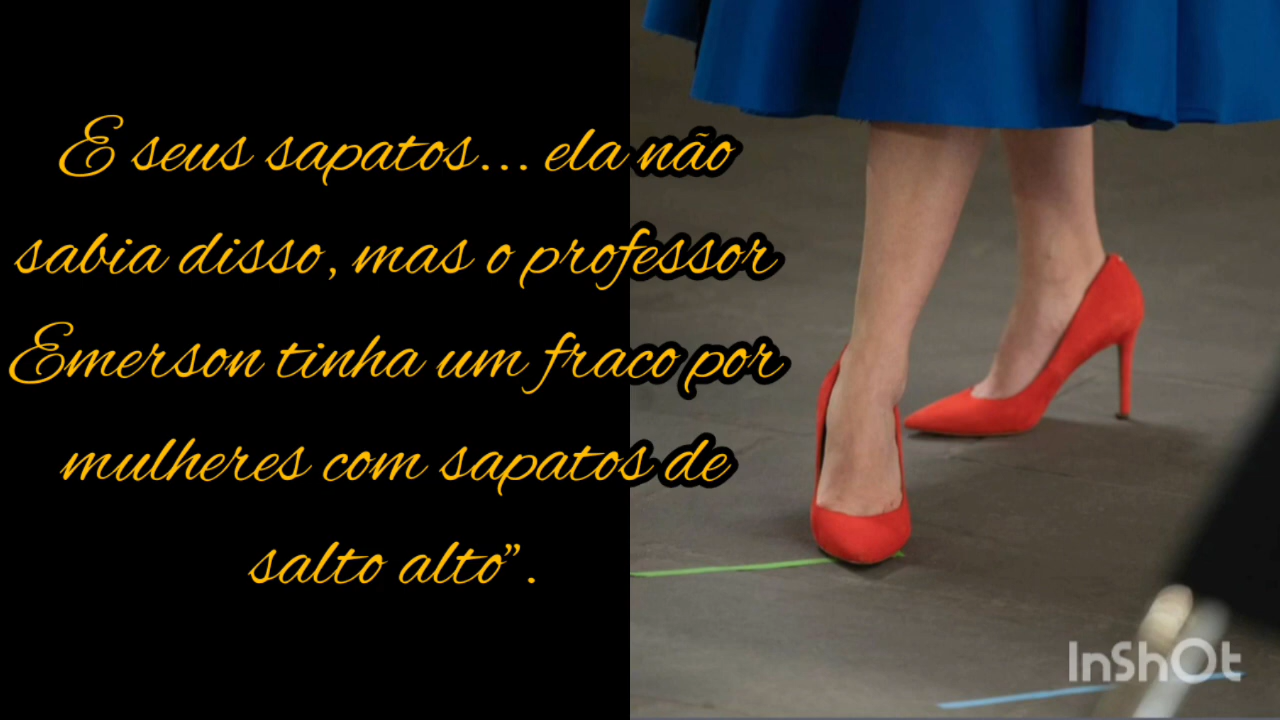 E seus sapatos... ela não
sabia disso, mas o professor
Emerson tinha um fraco por
mulheres com sapatos de
salto alto”.
InShOt